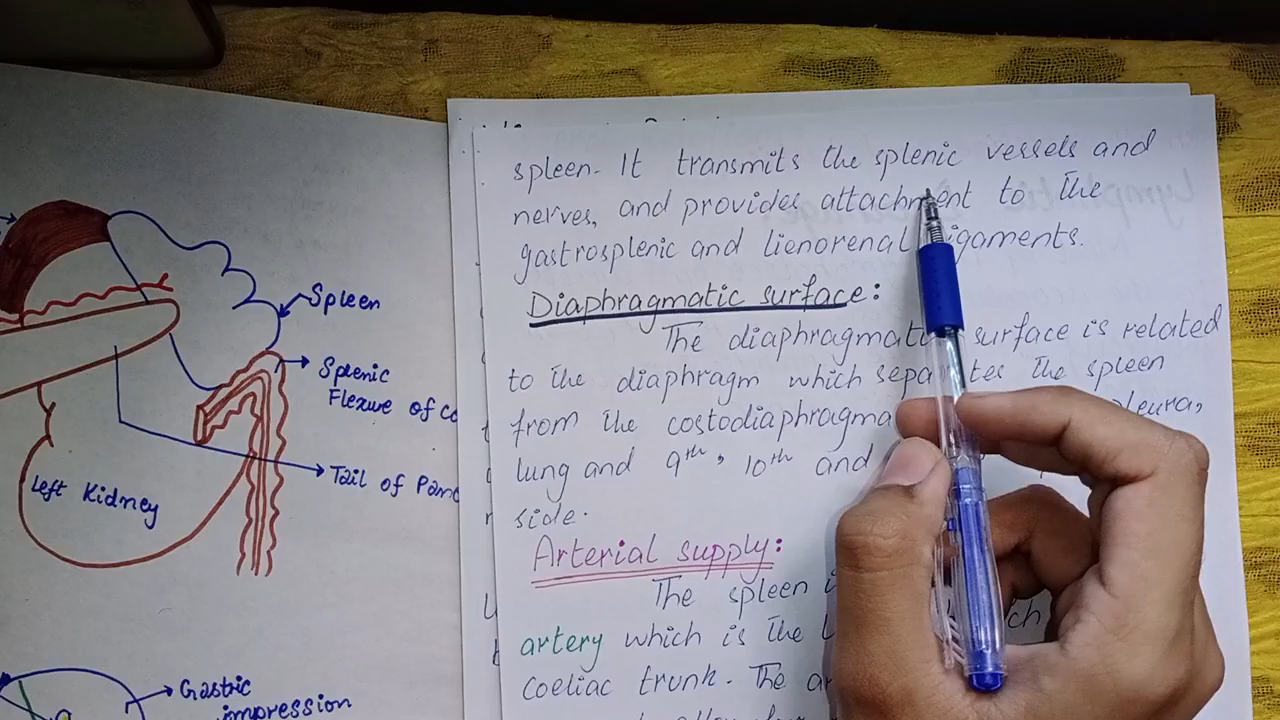 Spleen
Splenic
Flexure of
Tail of
Left Kidney
Gastric
impression
spleen. It transmits the splenic vessels and
nerves, and provides attachment to the
gastrosplenic and lienorenal ligaments.
Diaphragmatic surface:
The diaphragmatic surface is related
to the diaphragm which separates the spleen
from the costodiaphragma pleura,
lung and 9th, 10th and
side.
Arterial supply:
The spleen
artery which is the
coeliac trunk. The